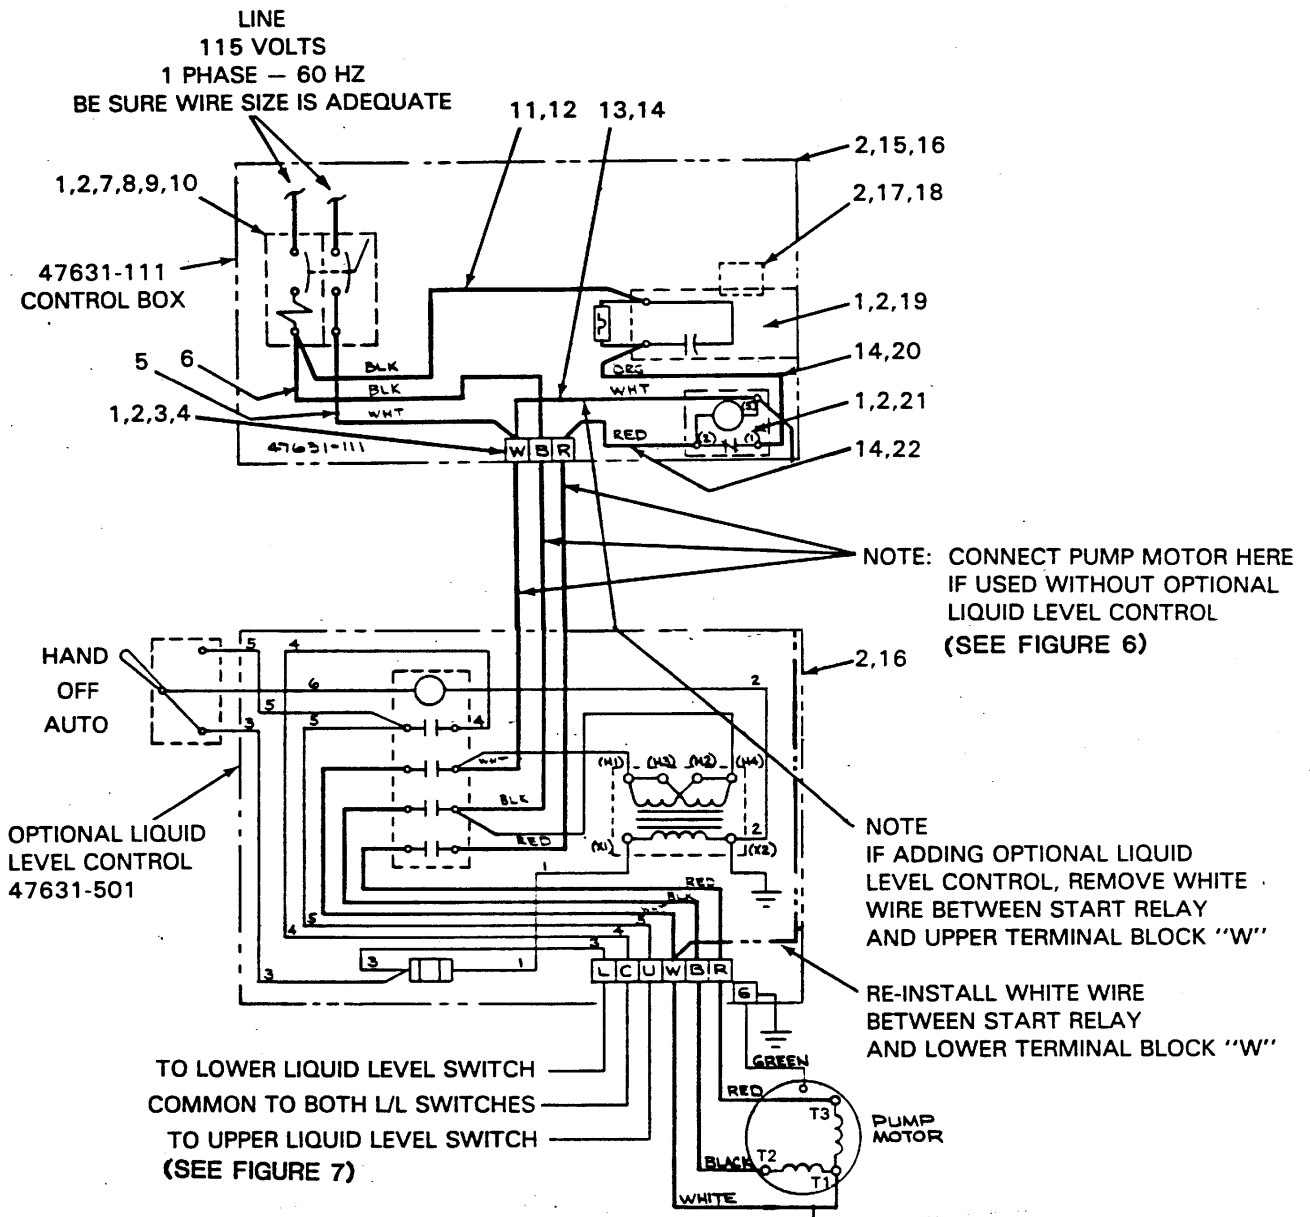 LINE
115 VOLTS
1 PHASE — 60 HZ
BE SURE WIRE SIZE IS ADEQUATE
11,12
13,14
2,15,16
1,2,7,8,9,10
2,17,18
47631-111
CONTROL BOX
1,2,19
5
6
BLK
ORG
14,20
BLK
WHT
1,2,3,4
WHT
(3)
1,2,21
RED
(2)
(1)
47631-111
W B R
14,22
NOTE: CONNECT PUMP MOTOR HERE
IF USED WITHOUT OPTIONAL
LIQUID LEVEL CONTROL
(SEE FIGURE 6)
HAND
OFF
AUTO
5
4
2,16
6
2
5
5
4
3
WHT
(H1)
(H3)
(H2)
(H4)
BLK
RED
2
(X1)
(X2)
OPTIONAL LIQUID
LEVEL CONTROL
47631-501
NOTE
IF ADDING OPTIONAL LIQUID
LEVEL CONTROL, REMOVE WHITE
WIRE BETWEEN START RELAY
AND UPPER TERMINAL BLOCK "W"
1
RED
BLK
5
5
4
4
3
3
1
3
L C U W B R
G
RE-INSTALL WHITE WIRE
BETWEEN START RELAY
AND LOWER TERMINAL BLOCK "W"
GREEN
TO LOWER LIQUID LEVEL SWITCH
RED
COMMON TO BOTH L/L SWITCHES
T3
PUMP
MOTOR
TO UPPER LIQUID LEVEL SWITCH
(SEE FIGURE 7)
BLACK
T2
T1
WHITE